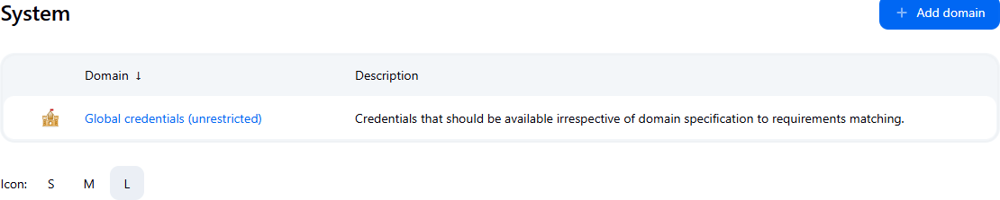 System
+ Add domain
Domain ↓ Description
Global credentials (unrestricted) Credentials that should be available irrespective of domain specification to requirements matching.
Icon: S M L